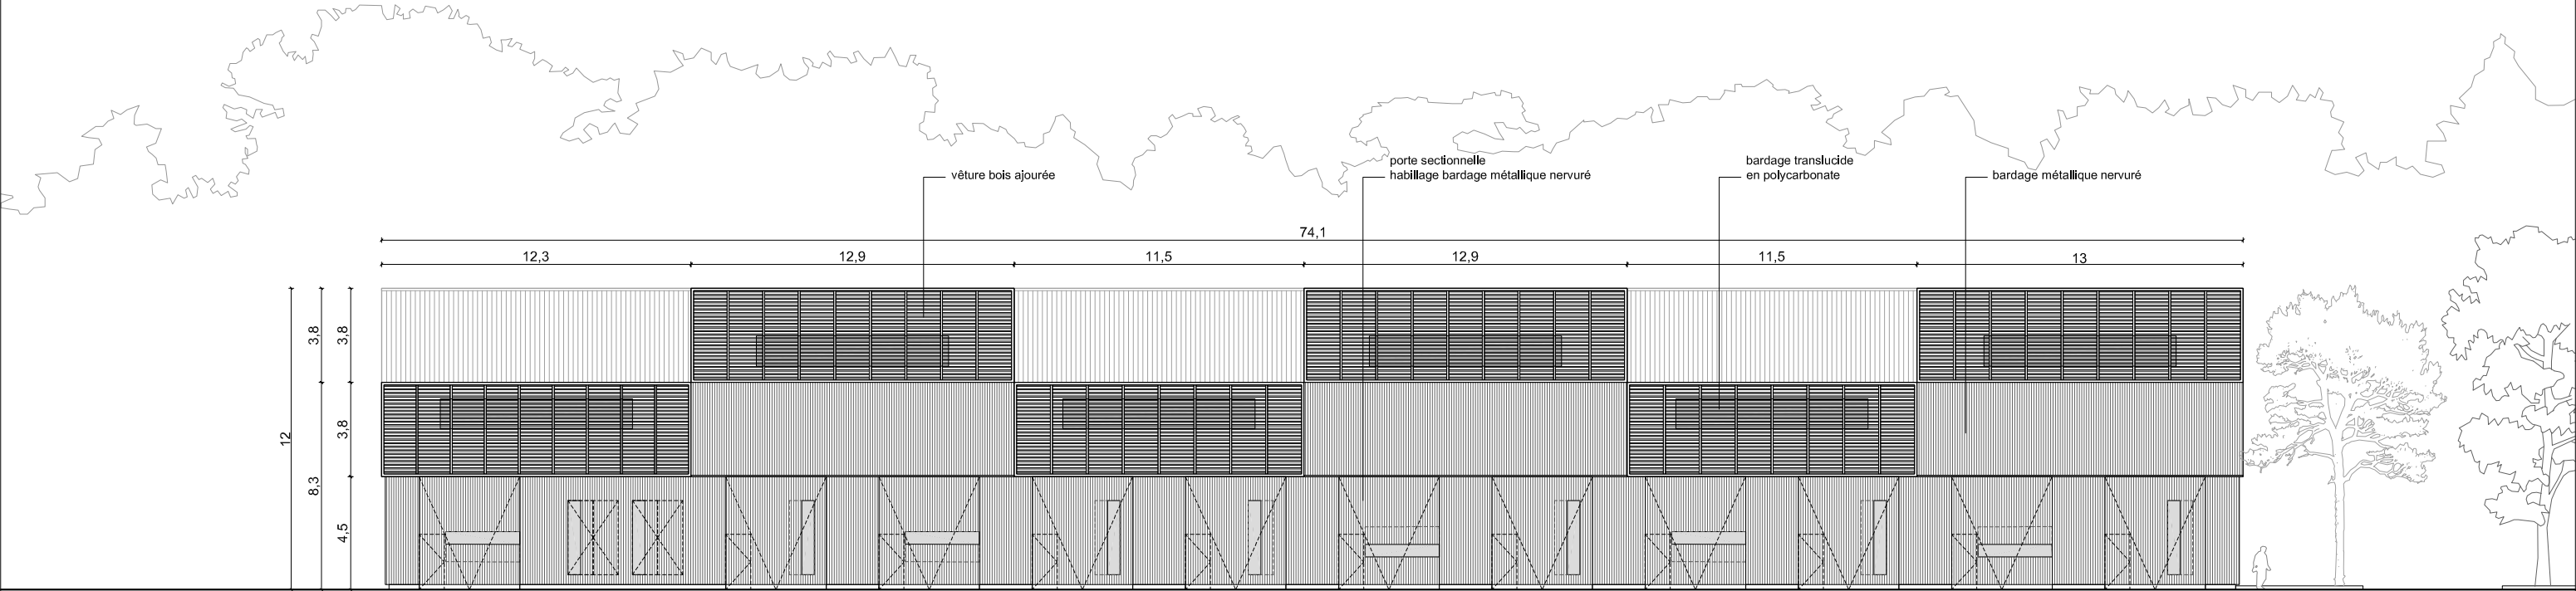 porte sectionnelle
bardage translucide
vêture bois ajourée
habillage bardage métallique nervuré
en polycarbonate
bardage métallique nervuré
74,1
12,3
12,9
11,5
12,9
11,5
13
3,8
3,8
12
8,3
3,8
4,5